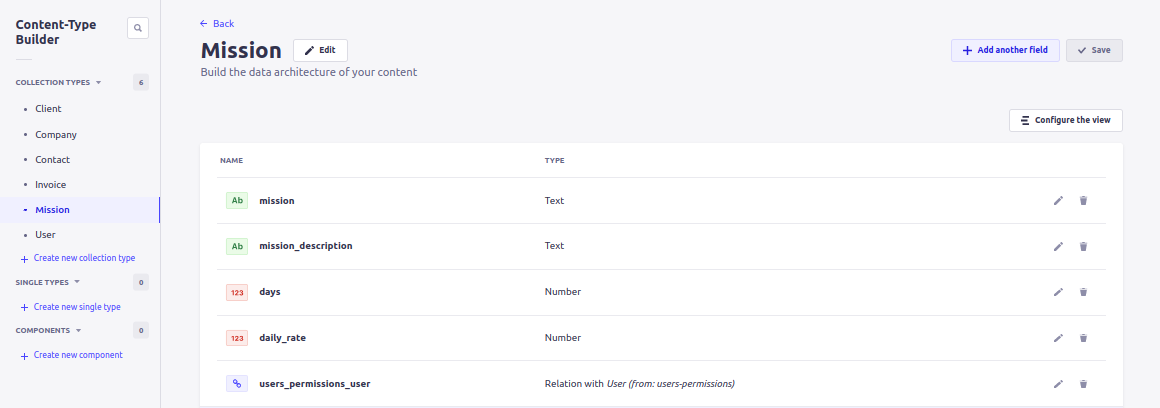 Content-Type
Builder
COLLECTION TYPES
6
Client
Company
Contact
Invoice
Mission
User
Create new collection type
SINGLE TYPES
0
Create new single type
COMPONENTS
0
Create new component
Back
Mission
Edit
Build the data architecture of your content
Add another field
Save
Configure the view
NAME TYPE
Ab mission Text
Ab mission_description Text
123 days Number
123 daily_rate Number
users_permissions_user Relation with User (from: users-permissions)